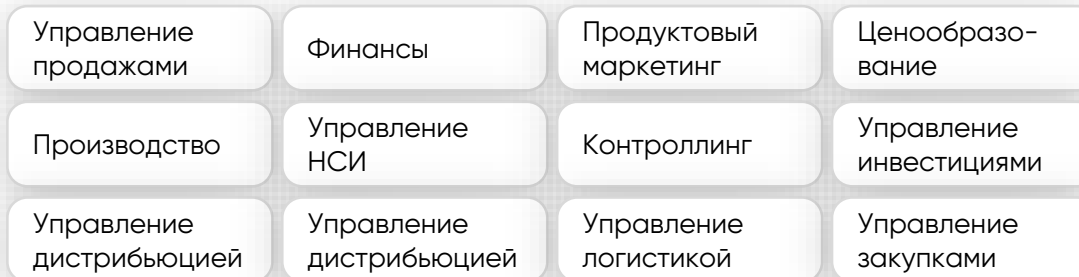 Управление
продажами
Финансы
Продуктовый
маркетинг
Ценообразо-
вание
Производство
Управление
НСИ
Контроллинг
Управление
инвестициями
Управление
дистрибьюцией
Управление
дистрибьюцией
Управление
логистикой
Управление
закупками